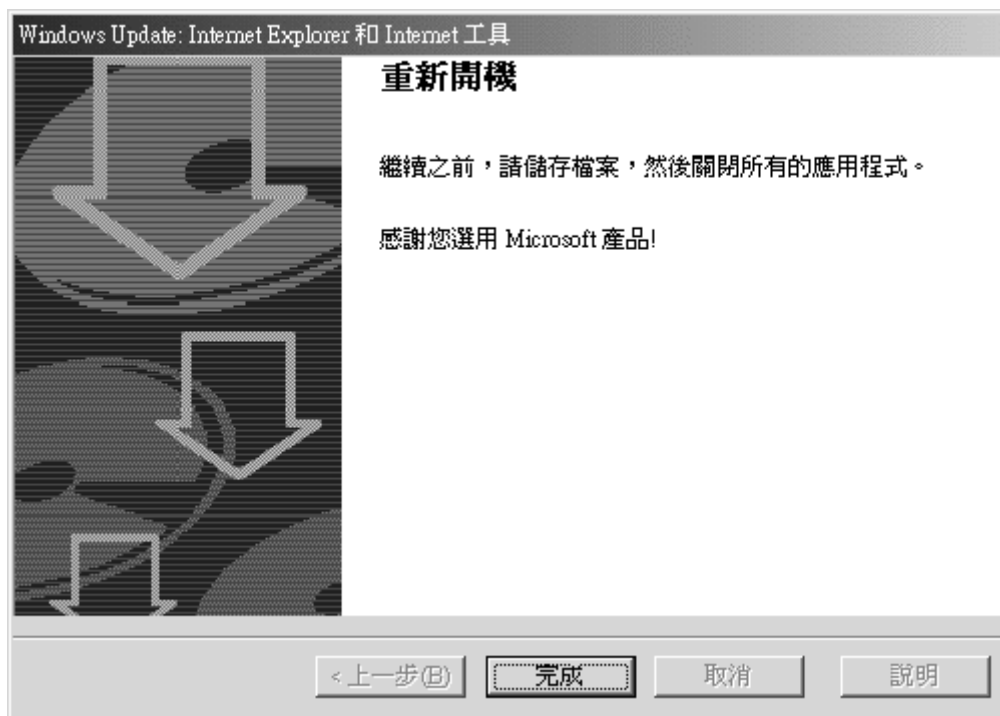 Windows Update: Internet Explorer 和 Internet 工具
重新開機
繼續之前，請儲存檔案，然後關閉所有的應用程式。
感謝您選用 Microsoft 產品!
<上一步(B)
完成
取消
說明